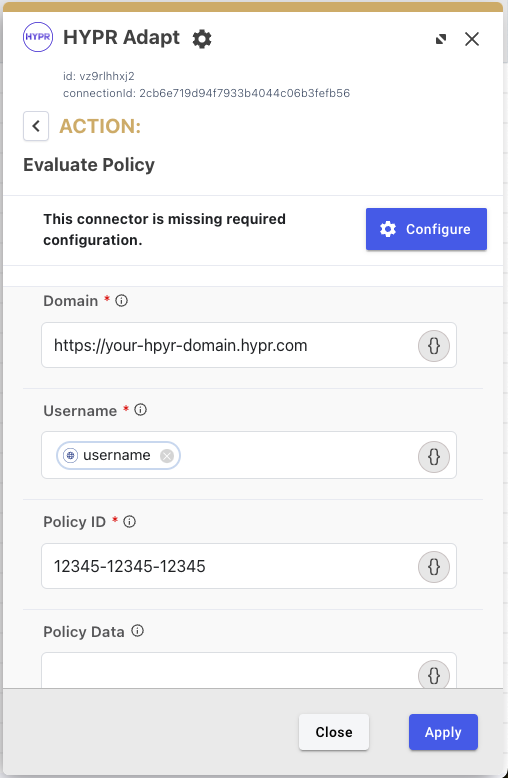 HYPR
HYPR Adapt
id: vz9rlhhxj2
connectionId: 2cb6e719d94f7933b4044c06b3fefb56
ACTION:
Evaluate Policy
This connector is missing required
configuration.
Configure
Domain *
https://your-hpyr-domain.hypr.com
{}
Username *
username
{}
Policy ID *
12345-12345-12345
{}
Policy Data
{}
Close
Apply